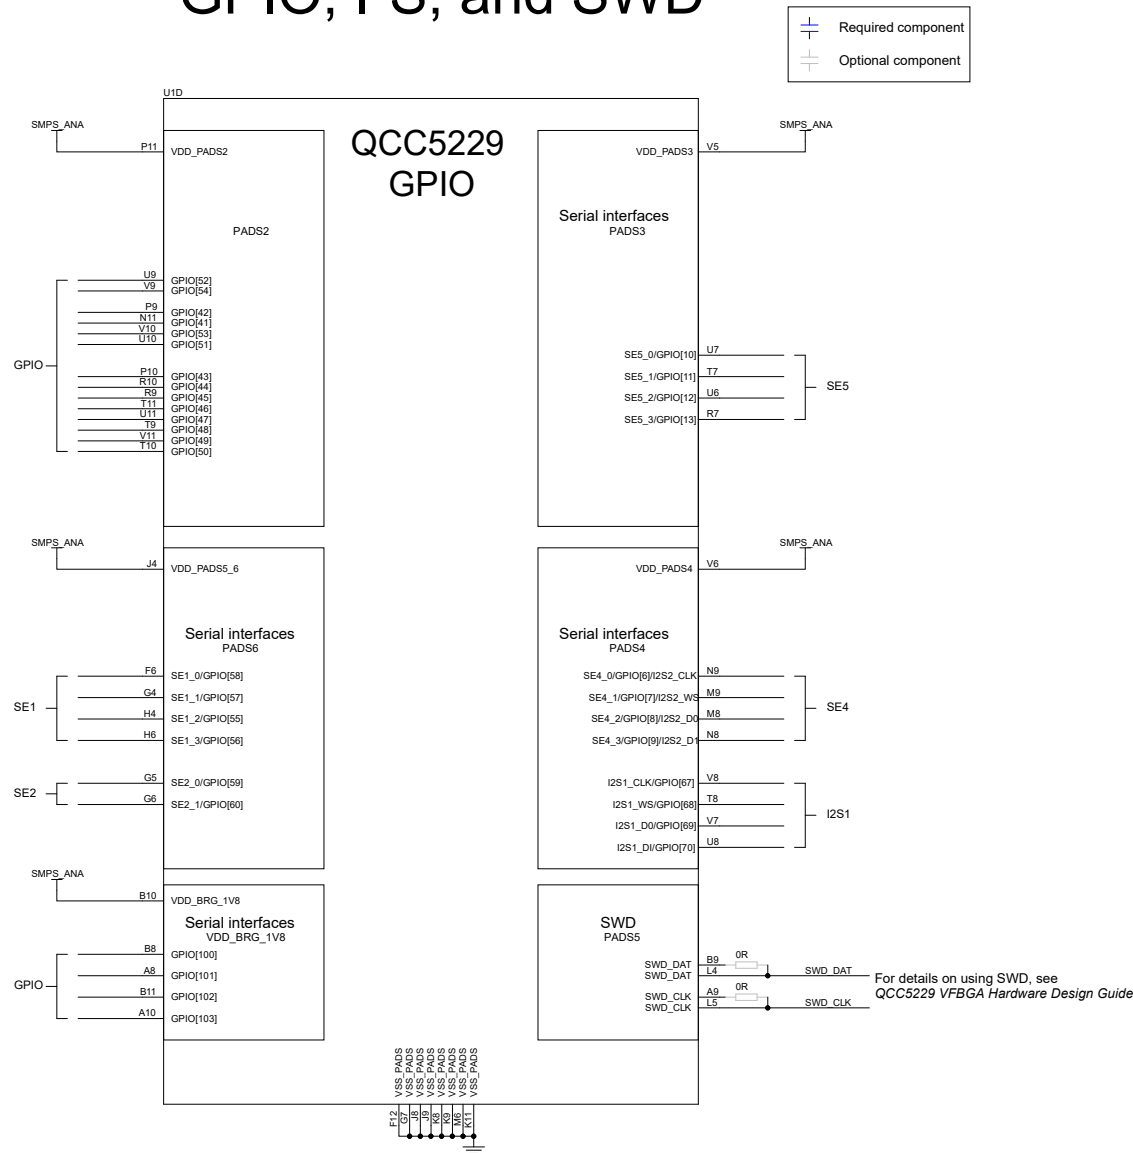 GPIO, I²S, and SWD
Required component
Optional component
U1D
QCC5229
GPIO
SMPS_ANA
P11 VDD_PADS2
PADS2
U9 GPIO[52]
V9 GPIO[54]
P9 GPIO[42]
N11 GPIO[41]
V10 GPIO[53]
U10 GPIO[51]
GPIO
P10 GPIO[43]
R10 GPIO[44]
R9 GPIO[45]
T11 GPIO[46]
U11 GPIO[47]
T9 GPIO[48]
V11 GPIO[49]
T10 GPIO[50]
SMPS_ANA
VDD_PADS3 V5
Serial interfaces
PADS3
SE5_0/GPIO[10] U7
SE5_1/GPIO[11] T7
SE5
SE5_2/GPIO[12] U6
SE5_3/GPIO[13] R7
SMPS_ANA
J4 VDD_PADS5_6
Serial interfaces
PADS6
F6 SE1_0/GPIO[58]
G4 SE1_1/GPIO[57]
SE1
H4 SE1_2/GPIO[55]
H6 SE1_3/GPIO[56]
G5 SE2_0/GPIO[59]
SE2
G6 SE2_1/GPIO[60]
SMPS_ANA
VDD_PADS4 V6
Serial interfaces
PADS4
SE4_0/GPIO[6]/I2S2_CLK N9
SE4_1/GPIO[7]/I2S2_WS M9
SE4
SE4_2/GPIO[8]/I2S2_D0 M8
SE4_3/GPIO[9]/I2S2_D1 N8
I2S1_CLK/GPIO[67] V8
I2S1_WS/GPIO[68] T8
I2S1
I2S1_D0/GPIO[69] V7
I2S1_DI/GPIO[70] U8
SMPS_ANA
B10 VDD_BRG_1V8
Serial interfaces
VDD_BRG_1V8
B8 GPIO[100]
A8 GPIO[101]
GPIO
B11 GPIO[102]
A10 GPIO[103]
SWD
PADS5
SWD_DAT B9 0R
SWD_DAT L4 SWD_DAT
SWD_CLK A9 0R
SWD_CLK L5 SWD_CLK
For details on using SWD, see
QCC5229 VFBGA Hardware Design Guide
VSS_PADS F12
VSS_PADS G7
VSS_PADS J8
VSS_PADS J9
VSS_PADS K8
VSS_PADS K9
VSS_PADS M6
VSS_PADS K11